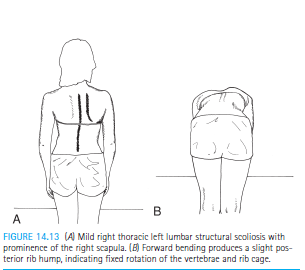 A
B
FIGURE 14.13 (A) Mild right thoracic left lumbar structural scoliosis with
prominence of the right scapula. (B) Forward bending produces a slight pos-
terior rib hump, indicating fixed rotation of the vertebrae and rib cage.